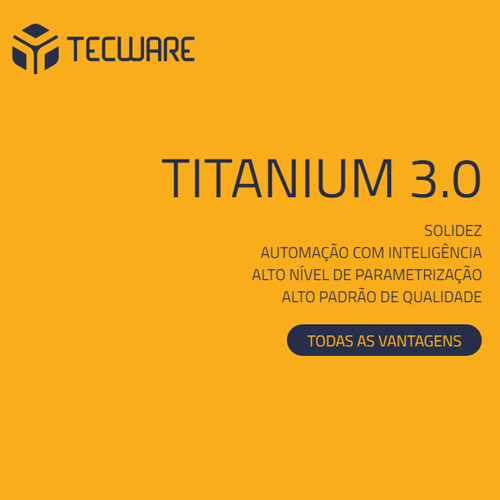 TECWARE
TITANIUM 3.0
SOLIDEZ
AUTOMAÇÃO COM INTELIGÊNCIA
ALTO NÍVEL DE PARAMETRIZAÇÃO
ALTO PADRÃO DE QUALIDADE
TODAS AS VANTAGENS